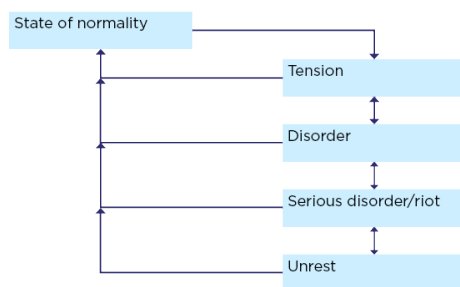 State of normality
Tension
Disorder
Serious disorder/riot
Unrest